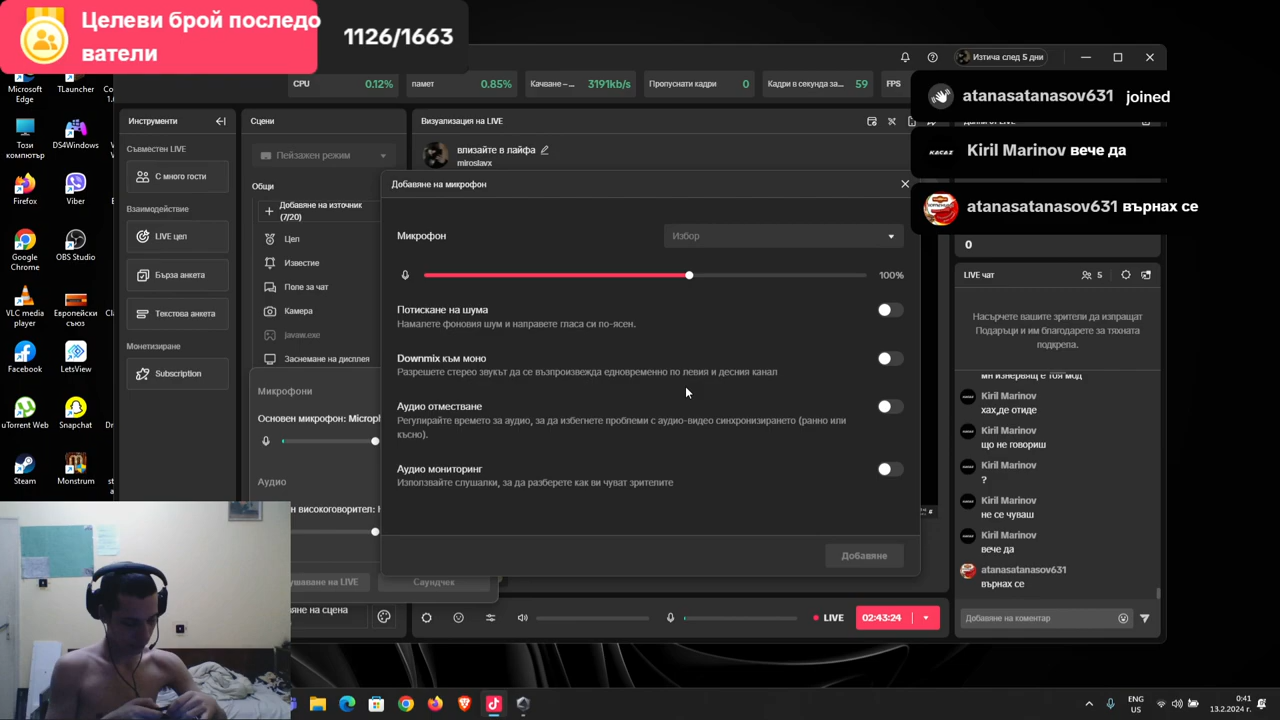 Целеви брой последо
ватели
1126/1663
Microsoft
Edge
TLauncher
Този
компютър
DS4Windows
Firefox
Viber
Google
Chrome
OBS Studio
VLC media
player
Европейски
съюз
Facebook
LetsView
uTorrent Web
Snapchat
Steam
Monstrum
CPU 0.12%
памет 0.85%
Качване –... 3191kb/s
Пропуснати кадри 0
Кадри в секунда за... 59
FPS
Изтича след 5 дни
Инструменти
Съвместен LIVE
С много гости
Взаимодействие
LIVE цел
Бърза анкета
Текстова анкета
Монетизиране
Subscription
Сцени
Пейзажен режим
Общи
Добавяне на източник
(7/20)
Цел
Известие
Поле за чат
Камера
javaw.exe
Заснемане на дисплея
Микрофони
Основен микрофон: Microph
Аудио
н високоговорител:
ушаване на LIVE
Саундчек
яне на сцена
Визуализация на LIVE
влизайте в лайфа
miroslavx
Добавяне на микрофон
Микрофон
Избор
100%
Потискане на шума
Намалете фоновия шум и направете гласа си по-ясен.
Downmix към моно
Разрешете стерео звукът да се възпроизвежда едновременно по левия и десния канал
Аудио отместване
Регулирайте времето за аудио, за да избегнете проблеми с аудио-видео синхронизирането (ранно или
късно).
Аудио мониторинг
Използвайте слушалки, за да разберете как ви чуват зрителите
Добавяне
LIVE
02:43:24
atanasatanasov631 joined
Kiril Marinov вече да
atanasatanasov631 върнах се
0
LIVE чат
5
Насърчете вашите зрители да изпращат
Подаръци и им благодарете за тяхната
подкрепа.
Kiril Marinov
хах,де отиде
Kiril Marinov
що не говориш
Kiril Marinov
?
Kiril Marinov
не се чуваш
Kiril Marinov
вече да
atanasatanasov631
върнах се
Добавяне на коментар
ENG
US
0:41
13.2.2024 г.